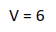 V = 6